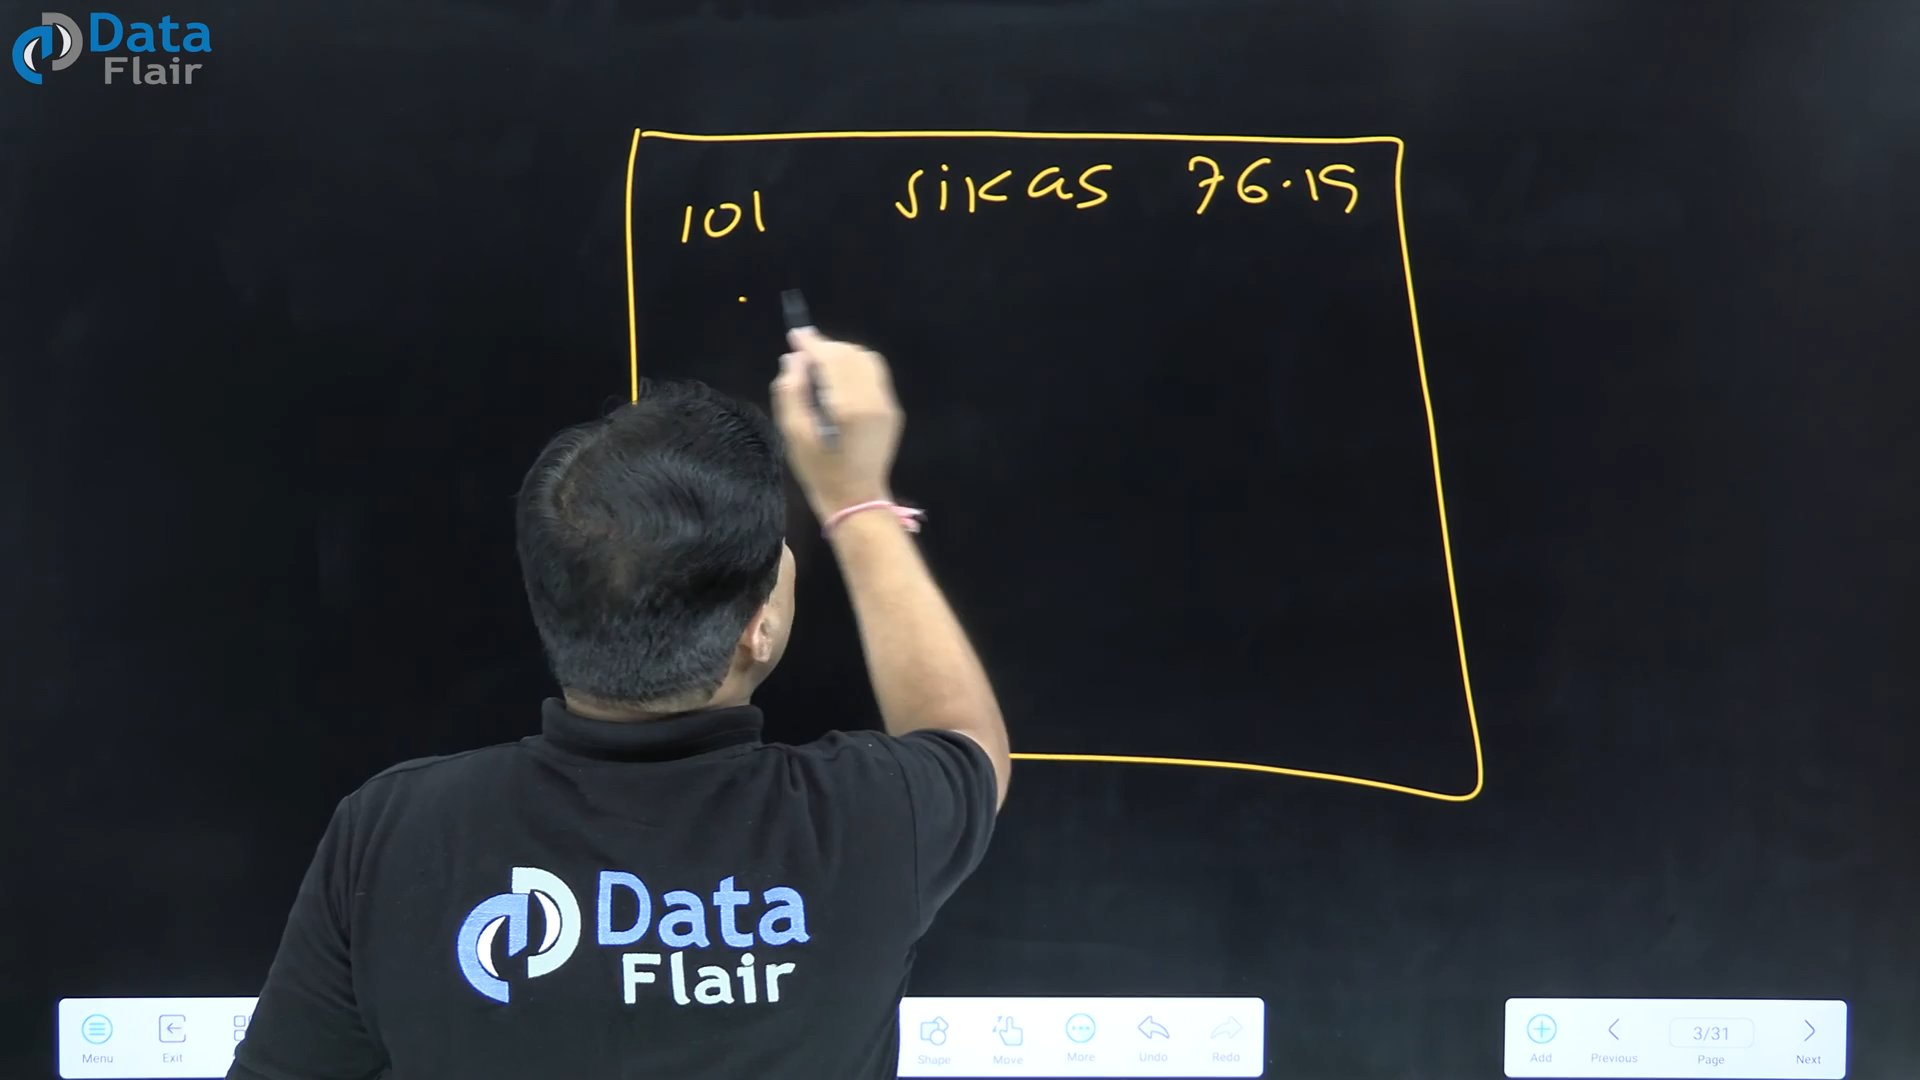 Data
Flair
101 vikas 76.15
Data
Flair
Menu Exit Shape Move More Undo Redo Add Previous 3/31 Page Next